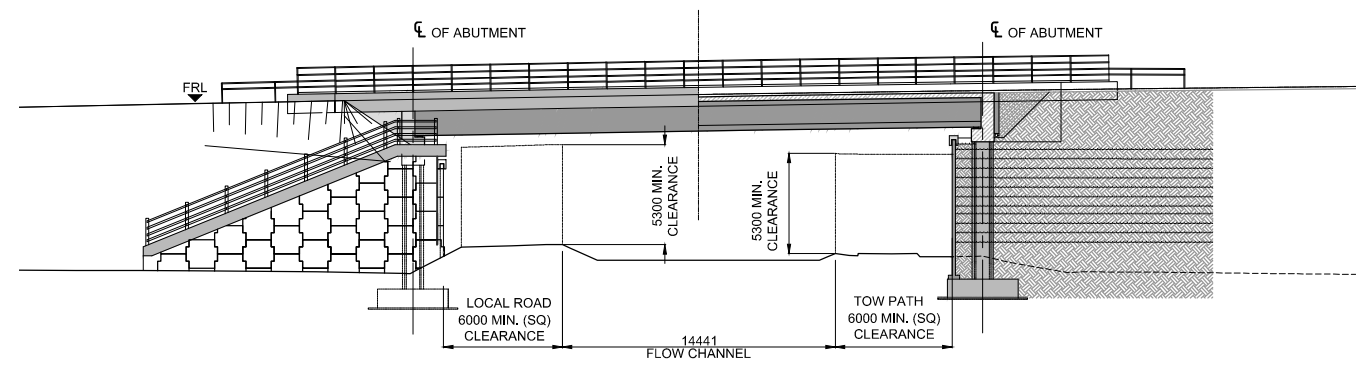 ℄ OF ABUTMENT
℄ OF ABUTMENT
FRL
5300 MIN.
CLEARANCE
5300 MIN.
CLEARANCE
LOCAL ROAD
6000 MIN. (SQ)
CLEARANCE
14441
FLOW CHANNEL
TOW PATH
6000 MIN. (SQ)
CLEARANCE